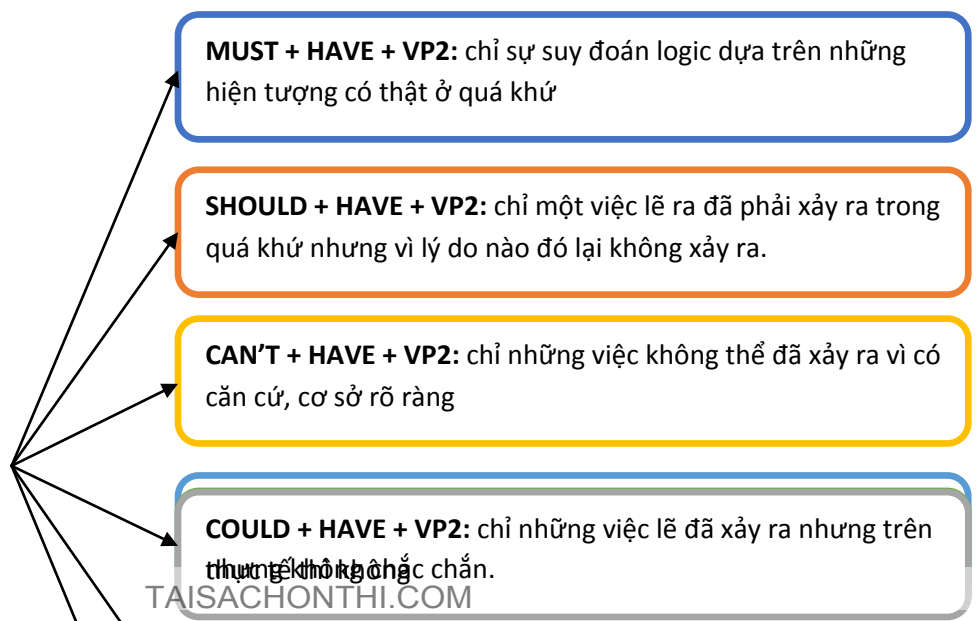 MUST + HAVE + VP2: chỉ sự suy đoán logic dựa trên những
hiện tượng có thật ở quá khứ
SHOULD + HAVE + VP2: chỉ một việc lẽ ra đã phải xảy ra trong
quá khứ nhưng vì lý do nào đó lại không xảy ra.
CAN'T + HAVE + VP2: chỉ những việc không thể đã xảy ra vì có
căn cứ, cơ sở rõ ràng
COULD + HAVE + VP2: chỉ những việc lẽ đã xảy ra nhưng trên
chắc chắn.
TAISACHONTHI.COM